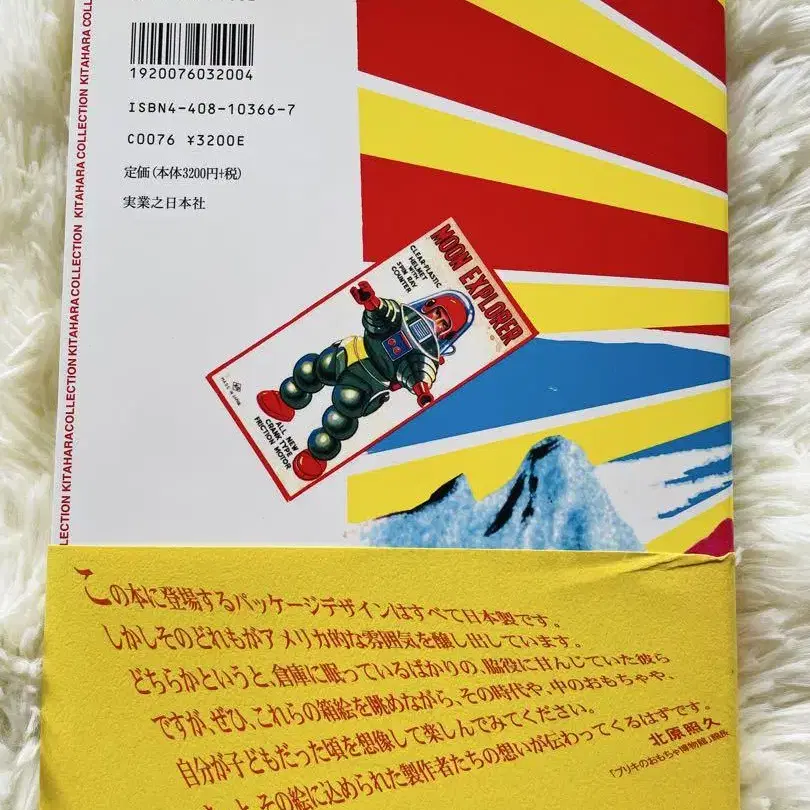 1920076032004
ISBN4-408-10366-7
C0076 ¥3200E
定価(本体3200円+税)
実業之日本社
COLLECTION KITAHARA COLLECTION KITAHARA COLLECTION KITAHARA COLLECTION KITAHARA COLL
MOON EXPLORER
CLEAR-PLASTIC
HELMET
WITH
SPIN RAY
COUNTER
MADE IN JAPAN
ALL NEW
CRANK TYPE
FRICTION MOTOR
この本に登場するパッケージデザインはすべて日本製です。
しかしそのどれもがアメリカ的な雰囲気を醸し出しています。
どちらかというと、倉庫に眠っているばかりの、脇役に甘んじていた彼ら
ですが、ぜひ、これらの箱絵を眺めながら、その時代や、中のおもちゃや、
自分が子どもだった頃を想像して楽しんでみてください。
その絵に込められた製作者たちの想いが伝わってくるはずです。
北原照久
「ブリキのおもちゃ博物館」館長